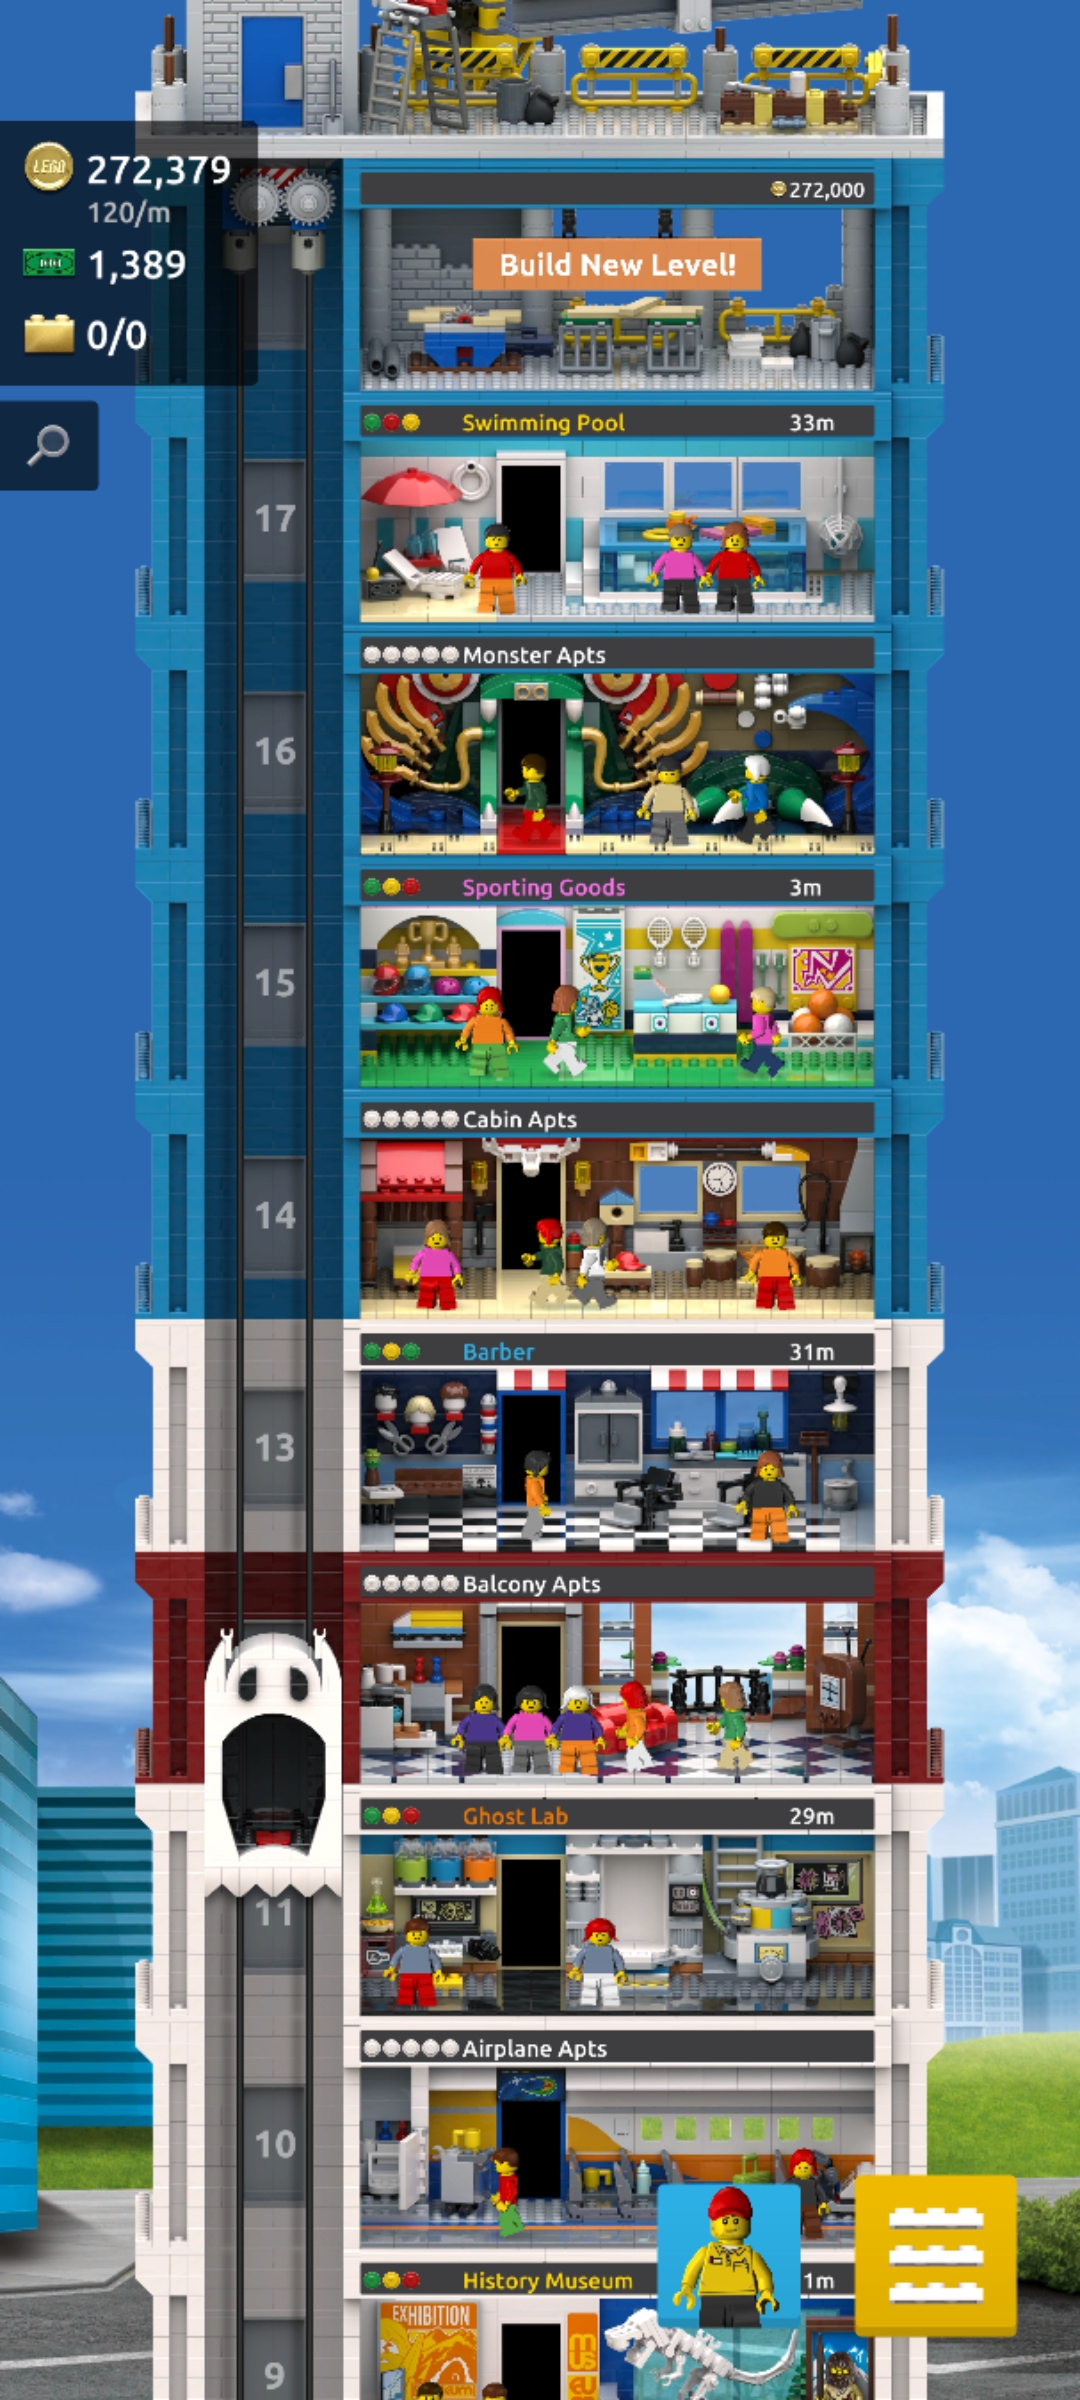 LEGO 272,379
120/m
1,389
0/0
272,000
Build New Level!
Swimming Pool 33m
17
Monster Apts
16
Sporting Goods 3m
15
Cabin Apts
14
Barber 31m
13
Balcony Apts
Ghost Lab 29m
11
Airplane Apts
10
History Museum 1m
EXHIBITION
9